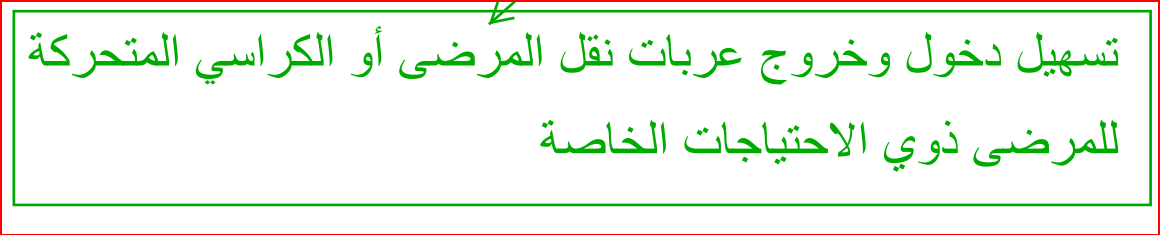 تسهيل دخول وخروج عربات نقل المرضى أو الكراسي المتحركة
للمرضى ذوي الاحتياجات الخاصة